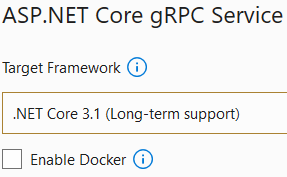 ASP.NET Core gRPC Service
Target Framework
.NET Core 3.1 (Long-term support)
Enable Docker